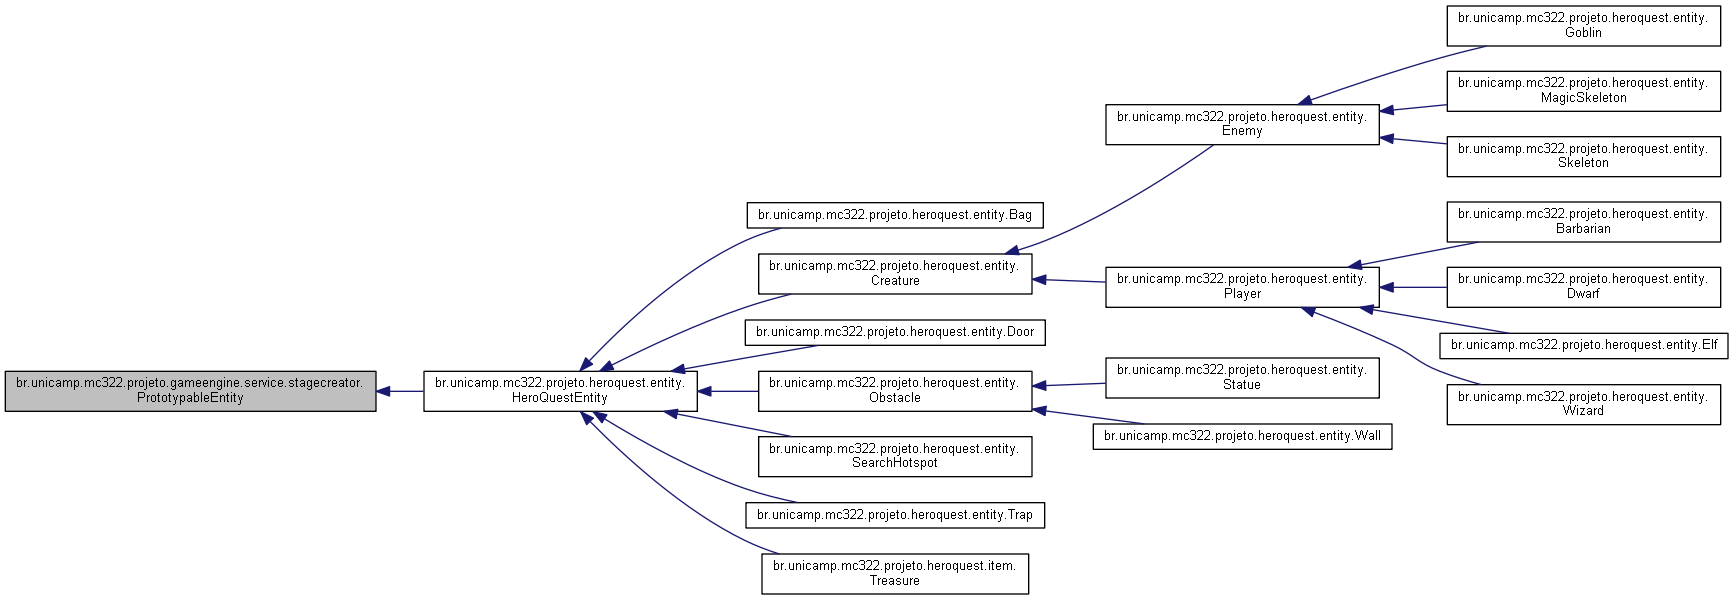 br.unicamp.mc322.projeto.gameengine.service.stagecreator.
PrototypableEntity
br.unicamp.mc322.projeto.heroquest.entity.
HeroQuestEntity
br.unicamp.mc322.projeto.heroquest.entity.Bag
br.unicamp.mc322.projeto.heroquest.entity.
Creature
br.unicamp.mc322.projeto.heroquest.entity.Door
br.unicamp.mc322.projeto.heroquest.entity.
Obstacle
br.unicamp.mc322.projeto.heroquest.entity.
SearchHotspot
br.unicamp.mc322.projeto.heroquest.entity.Trap
br.unicamp.mc322.projeto.heroquest.item.
Treasure
br.unicamp.mc322.projeto.heroquest.entity.
Enemy
br.unicamp.mc322.projeto.heroquest.entity.
Player
br.unicamp.mc322.projeto.heroquest.entity.
Statue
br.unicamp.mc322.projeto.heroquest.entity.Wall
br.unicamp.mc322.projeto.heroquest.entity.
Goblin
br.unicamp.mc322.projeto.heroquest.entity.
MagicSkeleton
br.unicamp.mc322.projeto.heroquest.entity.
Skeleton
br.unicamp.mc322.projeto.heroquest.entity.
Barbarian
br.unicamp.mc322.projeto.heroquest.entity.
Dwarf
br.unicamp.mc322.projeto.heroquest.entity.Elf
br.unicamp.mc322.projeto.heroquest.entity.
Wizard